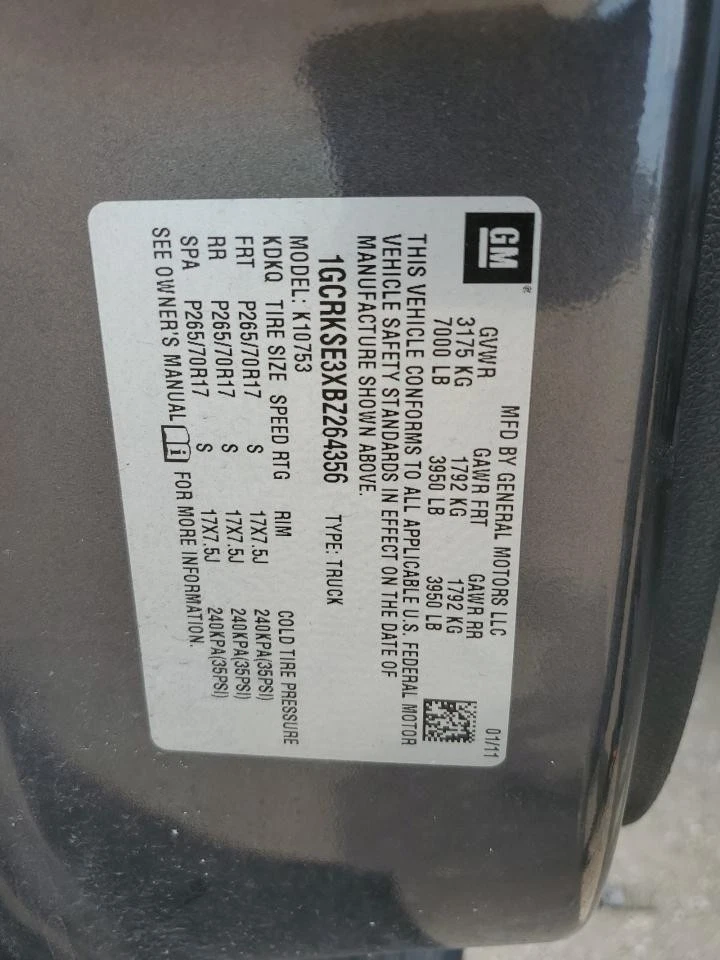 GM ®
MFD BY GENERAL MOTORS LLC 01/11
GVWR GAWR FRT GAWR RR
3175 KG 1792 KG 1792 KG
7000 LB 3950 LB 3950 LB
THIS VEHICLE CONFORMS TO ALL APPLICABLE U.S. FEDERAL MOTOR
VEHICLE SAFETY STANDARDS IN EFFECT ON THE DATE OF
MANUFACTURE SHOWN ABOVE.
1GCRKSE3XBZ264356 TYPE: TRUCK
MODEL: K10753
KDKQ TIRE SIZE SPEED RTG RIM COLD TIRE PRESSURE
FRT P265/70R17 S 17X7.5J 240KPA(35PSI)
RR P265/70R17 S 17X7.5J 240KPA(35PSI)
SPA P265/70R17 S 17X7.5J 240KPA(35PSI)
SEE OWNER'S MANUAL i FOR MORE INFORMATION.